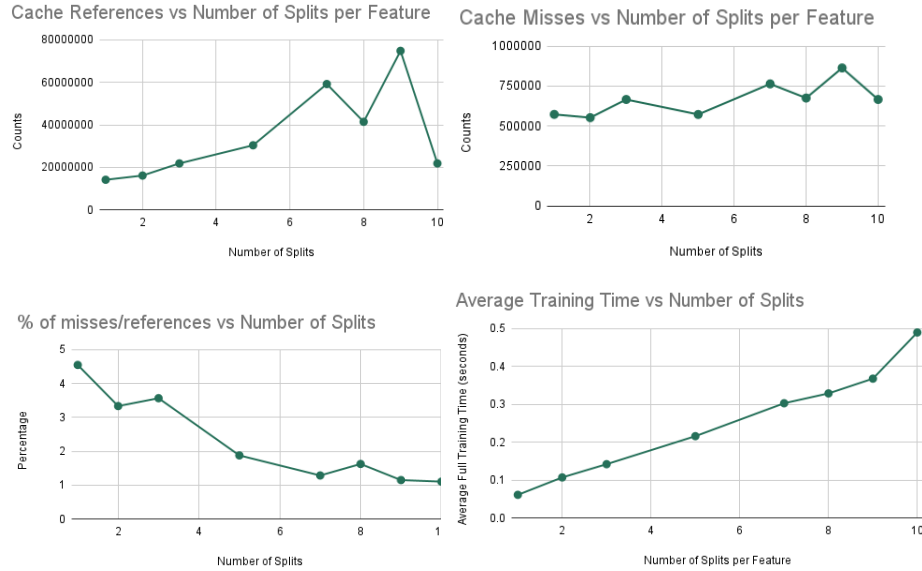 Cache References vs Number of Splits per Feature
80000000
60000000
40000000
20000000
0
Counts
2 4 6 8 10
Number of Splits
Cache Misses vs Number of Splits per Feature
1000000
750000
500000
250000
0
Counts
2 4 6 8 10
Number of Splits
% of misses/references vs Number of Splits
5
4
3
2
1
0
Percentage
2 4 6 8 1
Number of Splits
Average Training Time vs Number of Splits
0.5
0.4
0.3
0.2
0.1
0.0
Average Full Training Time (seconds)
2 4 6 8 10
Number of Splits per Feature